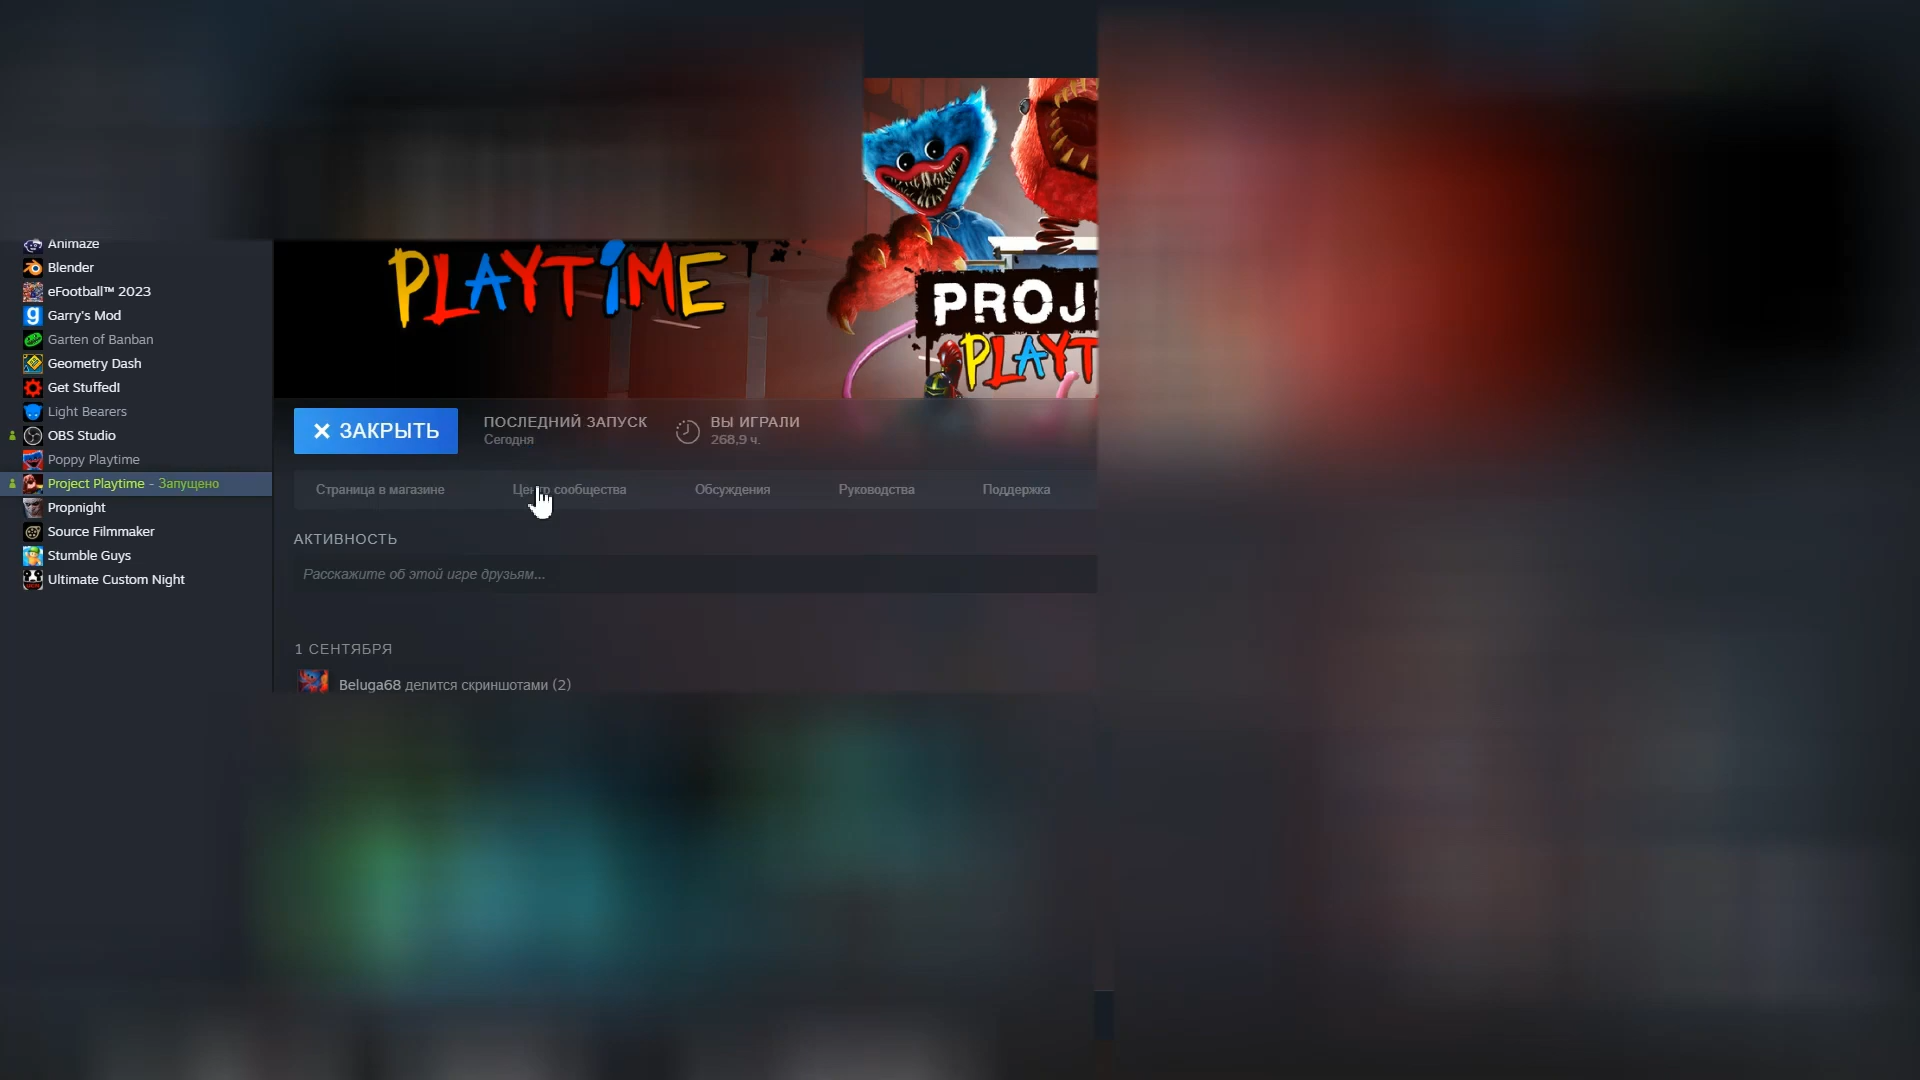 Animaze
Blender
eFootball™ 2023
Garry's Mod
Garten of Banban
Geometry Dash
Get Stuffed!
Light Bearers
OBS Studio
Poppy Playtime
Project Playtime - Запущено
Propnight
Source Filmmaker
Stumble Guys
Ultimate Custom Night
PLAYTIME
PROJ
PLAYT
ЗАКРЫТЬ
ПОСЛЕДНИЙ ЗАПУСК
Сегодня
ВЫ ИГРАЛИ
268,9 ч.
Страница в магазине
Центр сообщества
Обсуждения
Руководства
Поддержка
АКТИВНОСТЬ
Расскажите об этой игре друзьям...
1 СЕНТЯБРЯ
Beluga68 делится скриншотами (2)